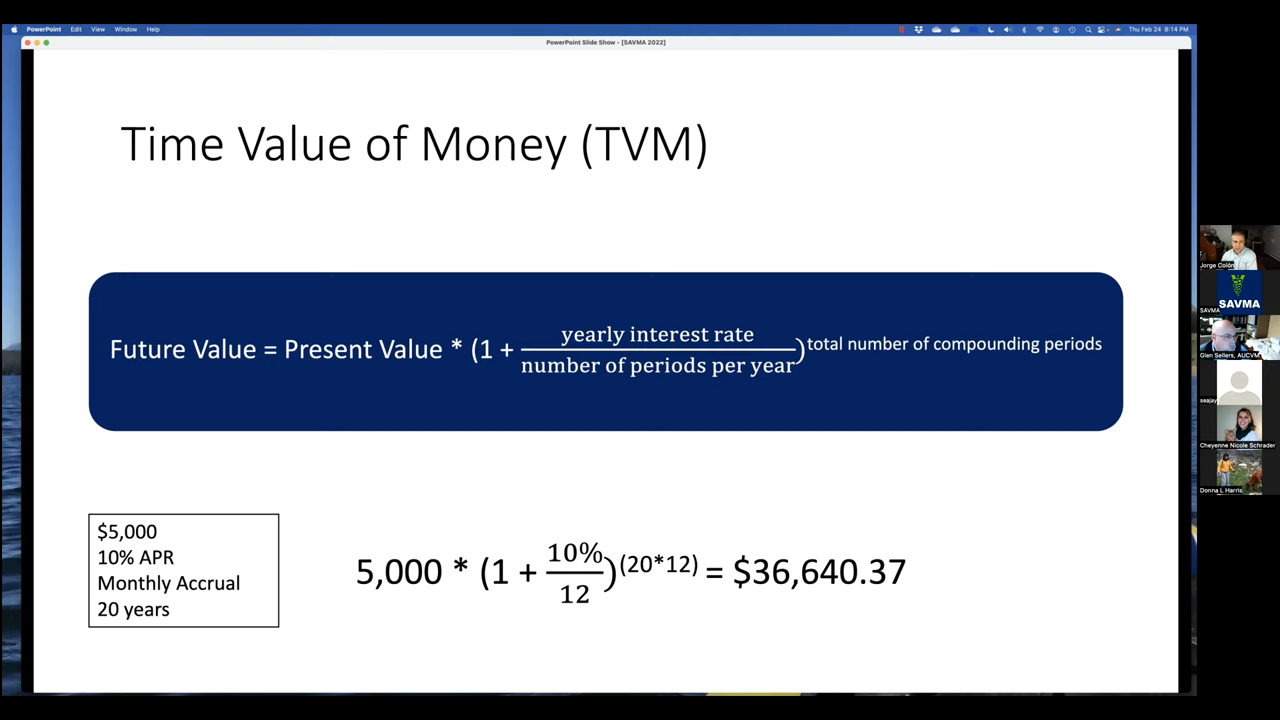 PowerPoint Edit View Window Help
Thu Feb 24 8:14 PM
PowerPoint Slide Show - [SAVMA 2022]
Time Value of Money (TVM)
Future Value = Present Value * (1 + yearly interest rate / number of periods per year)^total number of compounding periods
$5,000
10% APR
Monthly Accrual
20 years
5,000 * (1 + 10% / 12)^(20*12) = $36,640.37
Jorge Colón
SAVMA
SAVMA
Glen Sellers, AUCVM
seajay
Cheyenne Nicole Schrader
Donna L Harris